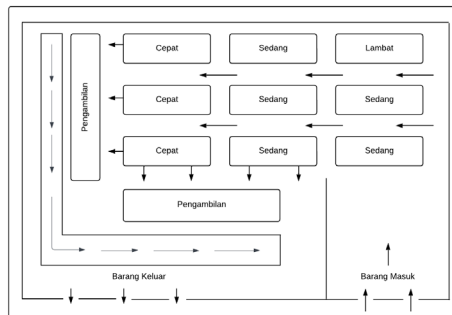 Cepat
Sedang
Lambat
Pengambilan
Cepat
Sedang
Sedang
Cepat
Sedang
Sedang
Pengambilan
Barang Keluar
Barang Masuk